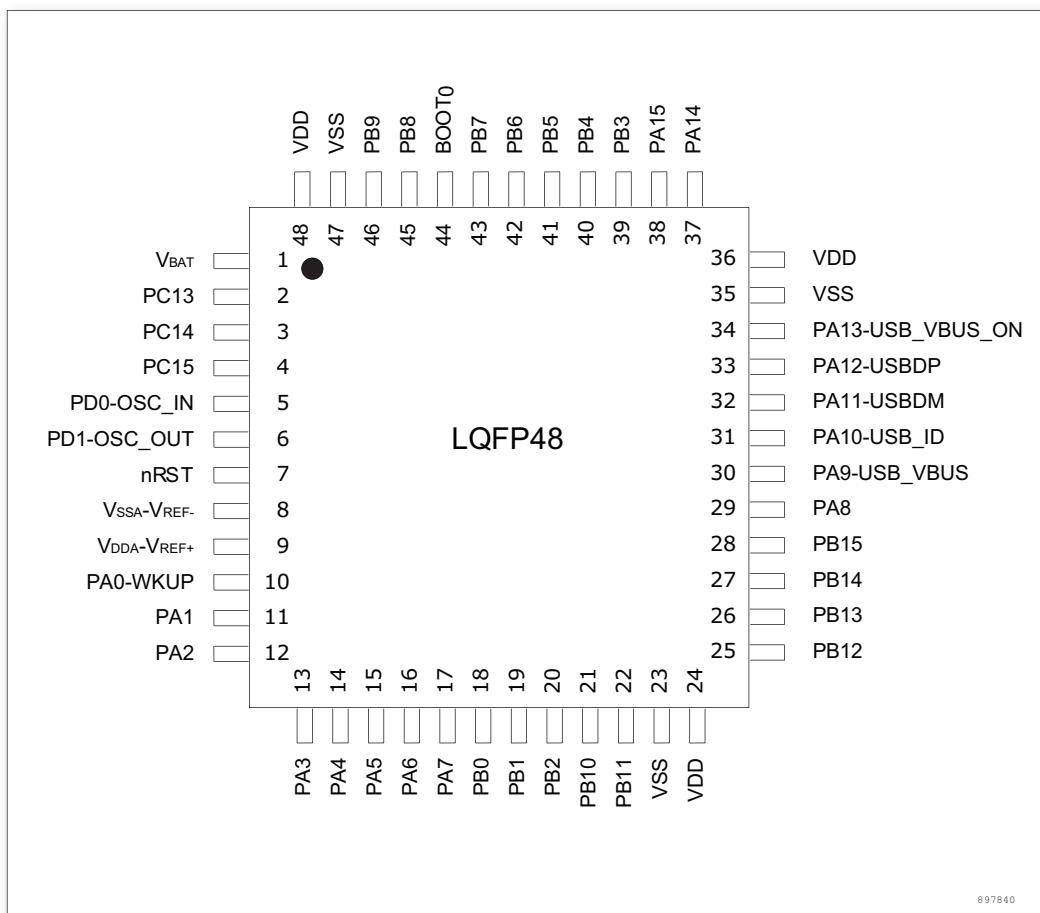 VDD
VSS
PB9
PB8
BOOT0
PB7
PB6
PB5
PB4
PB3
PA15
PA14
48
47
46
45
44
43
42
41
40
39
38
37
VBAT 1
PC13 2
PC14 3
PC15 4
PD0-OSC_IN 5
PD1-OSC_OUT 6
nRST 7
VSSA-VREF- 8
VDDA-VREF+ 9
PA0-WKUP 10
PA1 11
PA2 12
LQFP48
36 VDD
35 VSS
34 PA13-USB_VBUS_ON
33 PA12-USBDP
32 PA11-USBDM
31 PA10-USB_ID
30 PA9-USB_VBUS
29 PA8
28 PB15
27 PB14
26 PB13
25 PB12
13
14
15
16
17
18
19
20
21
22
23
24
PA3
PA4
PA5
PA6
PA7
PB0
PB1
PB2
PB10
PB11
VSS
VDD
897840